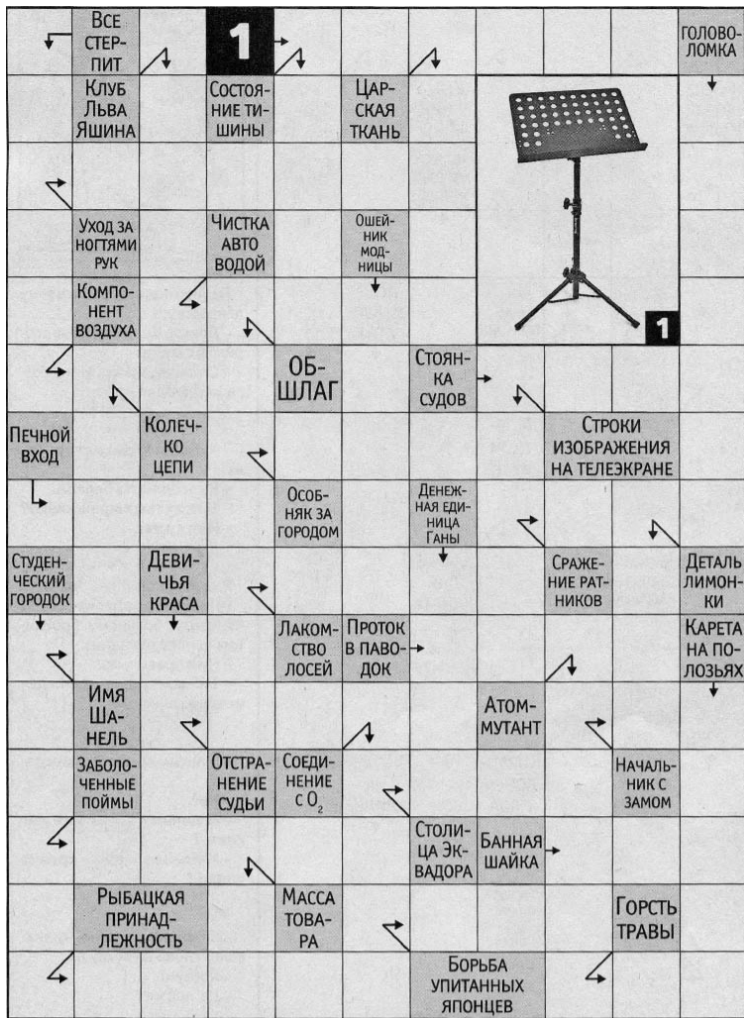 ВСЕ
СТЕР-
ПИТ
1
ГОЛОВО-
ЛОМКА
КЛУБ
ЛЬВА
ЯШИНА
СОСТОЯ-
НИЕ ТИ-
ШИНЫ
ЦАР-
СКАЯ
ТКАНЬ
УХОД ЗА
НОГТЯМИ
РУК
ЧИСТКА
АВТО
ВОДОЙ
ОШЕЙ-
НИК
МОД-
НИЦЫ
КОМПО-
НЕНТ
ВОЗДУХА
1
ОБ-
ШЛАГ
СТОЯН-
КА
СУДОВ
ПЕЧНОЙ
ВХОД
КОЛЕЧ-
КО
ЦЕПИ
СТРОКИ
ИЗОБРАЖЕНИЯ
НА ТЕЛЕЭКРАНЕ
ОСОБ-
НЯК ЗА
ГОРОДОМ
ДЕНЕЖ-
НАЯ ЕДИ-
НИЦА
ГАНЫ
СТУДЕН-
ЧЕСКИЙ
ГОРОДОК
ДЕВИ-
ЧЬЯ
КРАСА
СРАЖЕ-
НИЕ РАТ-
НИКОВ
ДЕТАЛЬ
ЛИМОН-
КИ
ЛАКОМ-
СТВО
ЛОСЕЙ
ПРОТОК
В ПАВО-
ДОК
КАРЕТА
НА ПО-
ЛОЗЬЯХ
ИМЯ
ША-
НЕЛЬ
АТОМ-
МУТАНТ
ЗАБОЛО-
ЧЕННЫЕ
ПОЙМЫ
ОТСТРА-
НЕНИЕ
СУДЬИ
СОЕДИ-
НЕНИЕ
С O₂
НАЧАЛЬ-
НИК С
ЗАМОМ
СТОЛИ-
ЦА ЭК-
ВАДОРА
БАННАЯ
ШАЙКА
РЫБАЦКАЯ
ПРИНАД-
ЛЕЖНОСТЬ
МАССА
ТОВА-
РА
ГОРСТЬ
ТРАВЫ
БОРЬБА
УПИТАННЫХ
ЯПОНЦЕВ